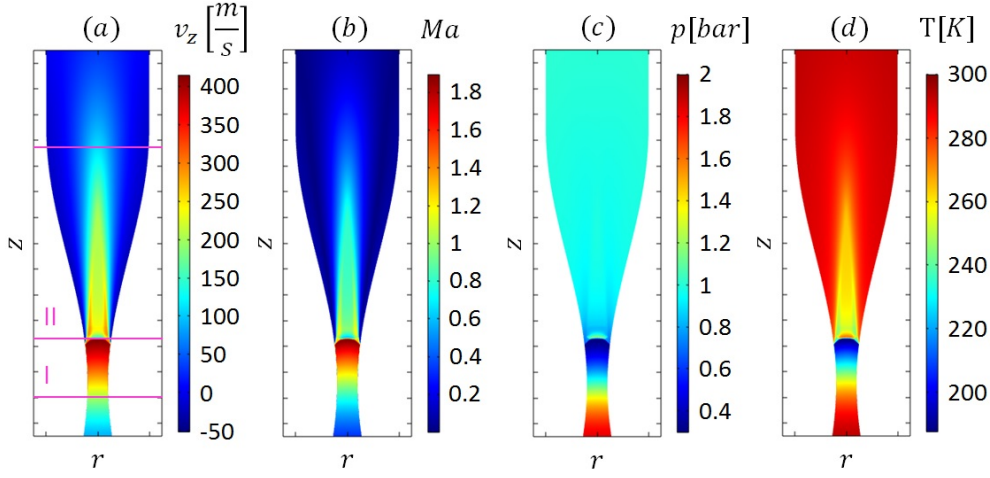 (a) v_z [m/s]
400
350
300
250
200
150
100
50
0
-50
z
II
I
r
(b) Ma
1.8
1.6
1.4
1.2
1
0.8
0.6
0.4
0.2
z
r
(c) p[bar]
2
1.8
1.6
1.4
1.2
1
0.8
0.6
0.4
z
r
(d) T[K]
300
280
260
240
220
200
z
r